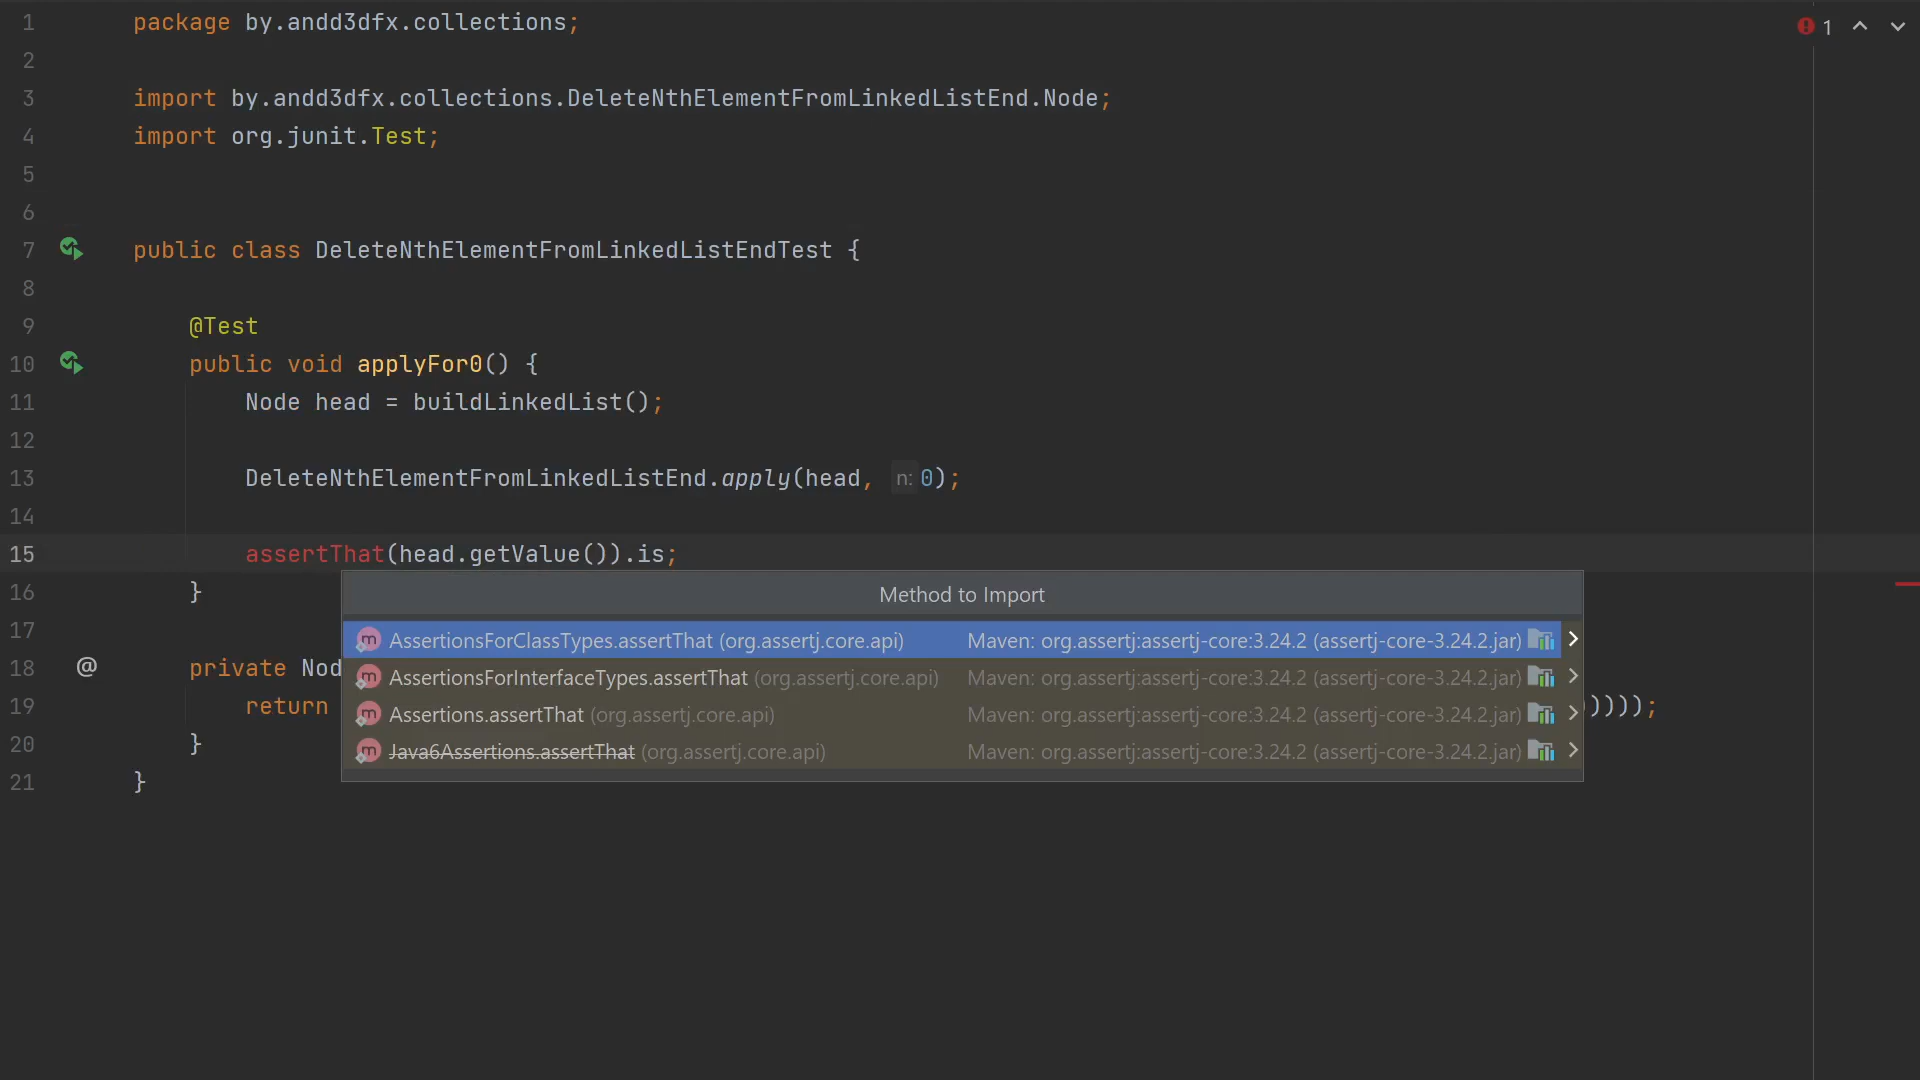 1 package by.andd3dfx.collections;
1
2
3 import by.andd3dfx.collections.DeleteNthElementFromLinkedListEnd.Node;
4 import org.junit.Test;
5
6
7 public class DeleteNthElementFromLinkedListEndTest {
8
9 @Test
10 public void applyFor0() {
11 Node head = buildLinkedList();
12
13 DeleteNthElementFromLinkedListEnd.apply(head, n: 0);
14
15 assertThat(head.getValue()).is;
16 }
Method to Import
17
AssertionsForClassTypes.assertThat (org.assertj.core.api) Maven: org.assertj:assertj-core:3.24.2 (assertj-core-3.24.2.jar)
18 @ private Nod
AssertionsForInterfaceTypes.assertThat (org.assertj.core.api) Maven: org.assertj:assertj-core:3.24.2 (assertj-core-3.24.2.jar)
19 return ))));
Assertions.assertThat (org.assertj.core.api) Maven: org.assertj:assertj-core:3.24.2 (assertj-core-3.24.2.jar)
20 }
Java6Assertions.assertThat (org.assertj.core.api) Maven: org.assertj:assertj-core:3.24.2 (assertj-core-3.24.2.jar)
21 }